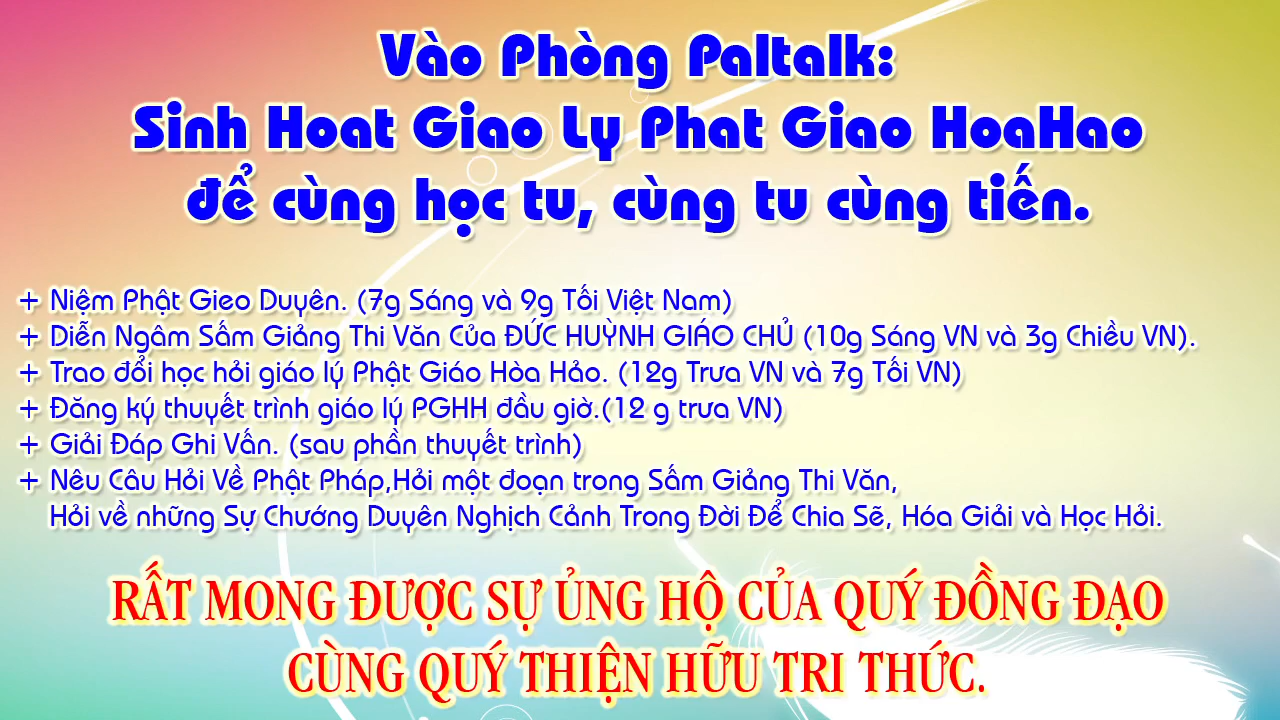 Vào Phòng Paltalk:
Sinh Hoat Giao Ly Phat Giao HoaHao
để cùng học tu, cùng tu cùng tiến.
+ Niệm Phật Gieo Duyên. (7g Sáng và 9g Tối Việt Nam)
+ Diễn Ngâm Sấm Giảng Thi Văn Của ĐỨC HUỲNH GIÁO CHỦ (10g Sáng VN và 3g Chiều VN).
+ Trao đổi học hỏi giáo lý Phật Giáo Hòa Hảo. (12g Trưa VN và 7g Tối VN)
+ Đăng ký thuyết trình giáo lý PGHH đầu giờ.(12 g trưa VN)
+ Giải Đáp Ghi Vấn. (sau phần thuyết trình)
+ Nêu Câu Hỏi Về Phật Pháp,Hỏi một đoạn trong Sấm Giảng Thi Văn,
Hỏi về những Sự Chướng Duyên Nghịch Cảnh Trong Đời Để Chia Sẽ, Hóa Giải và Học Hỏi.
RẤT MONG ĐƯỢC SỰ ỦNG HỘ CỦA QUÝ ĐỒNG ĐẠO
CÙNG QUÝ THIỆN HỮU TRI THỨC.